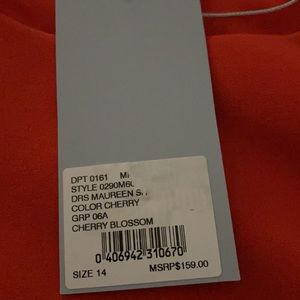 DPT 0161
STYLE 0290M60
DRS MAUREEN
COLOR CHERRY
GRP 06A
CHERRY BLOSSOM
0 406942 310670
SIZE 14 MSRP$159.00